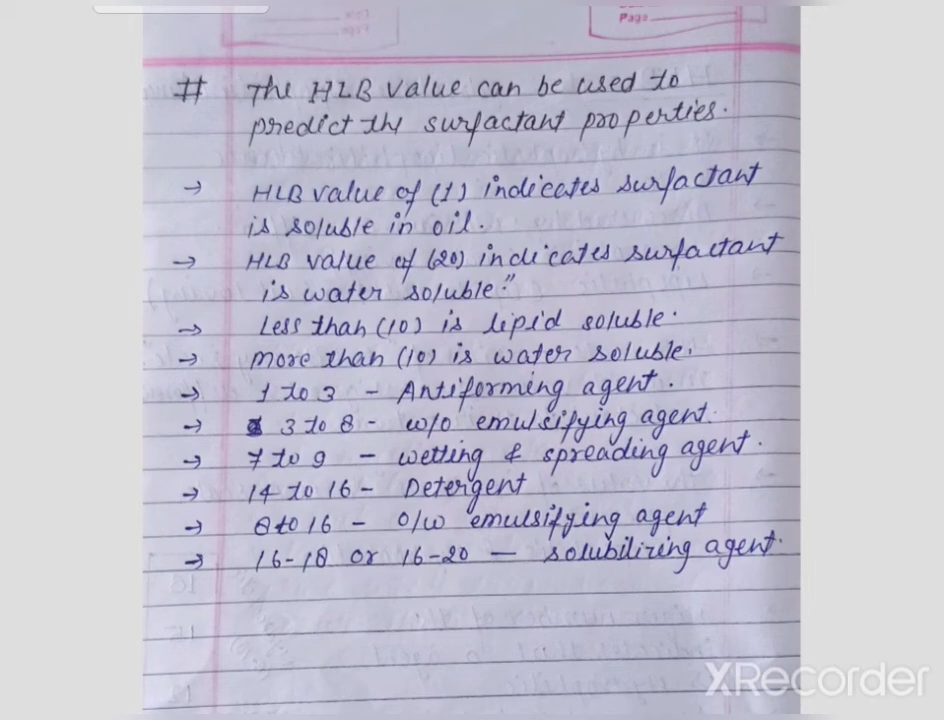 Page
# The HLB value can be used to
predict the surfactant properties.
→ HLB value of (1) indicates surfactant
is soluble in oil.
→ HLB value of (20) indicates surfactant
is water soluble."
→ Less than (10) is lipid soluble.
→ more than (10) is water soluble.
→ 1 to 3 - Antiforming agent.
→ 3 to 8 - w/o emulsifying agent.
→ 7 to 9 - wetting & spreading agent.
→ 14 to 16 - Detergent
→ 8 to 16 - o/w emulsifying agent
→ 16-18 or 16-20 — solubilizing agent.
XRecorder